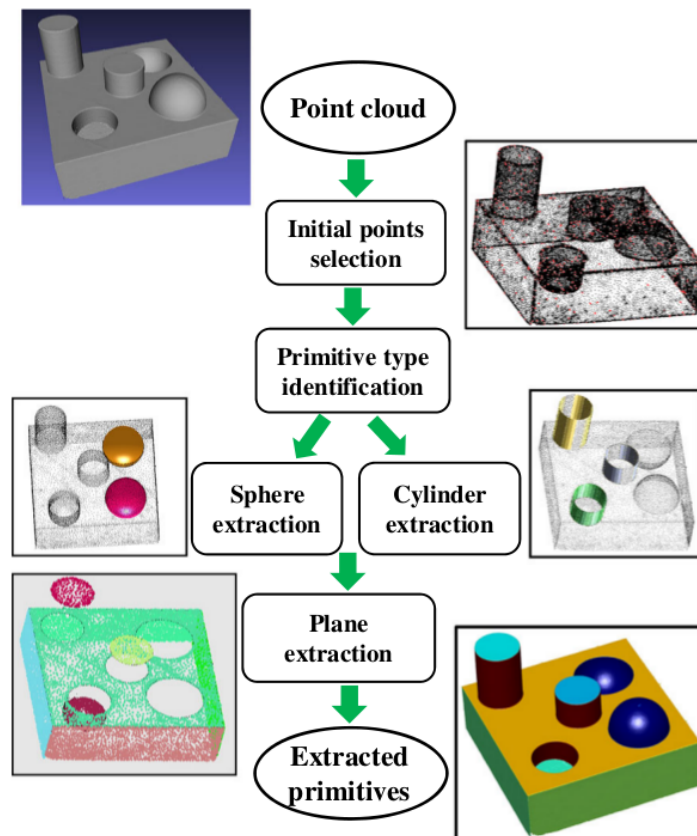 Point cloud
Initial points
selection
Primitive type
identification
Sphere
extraction
Cylinder
extraction
Plane
extraction
Extracted
primitives